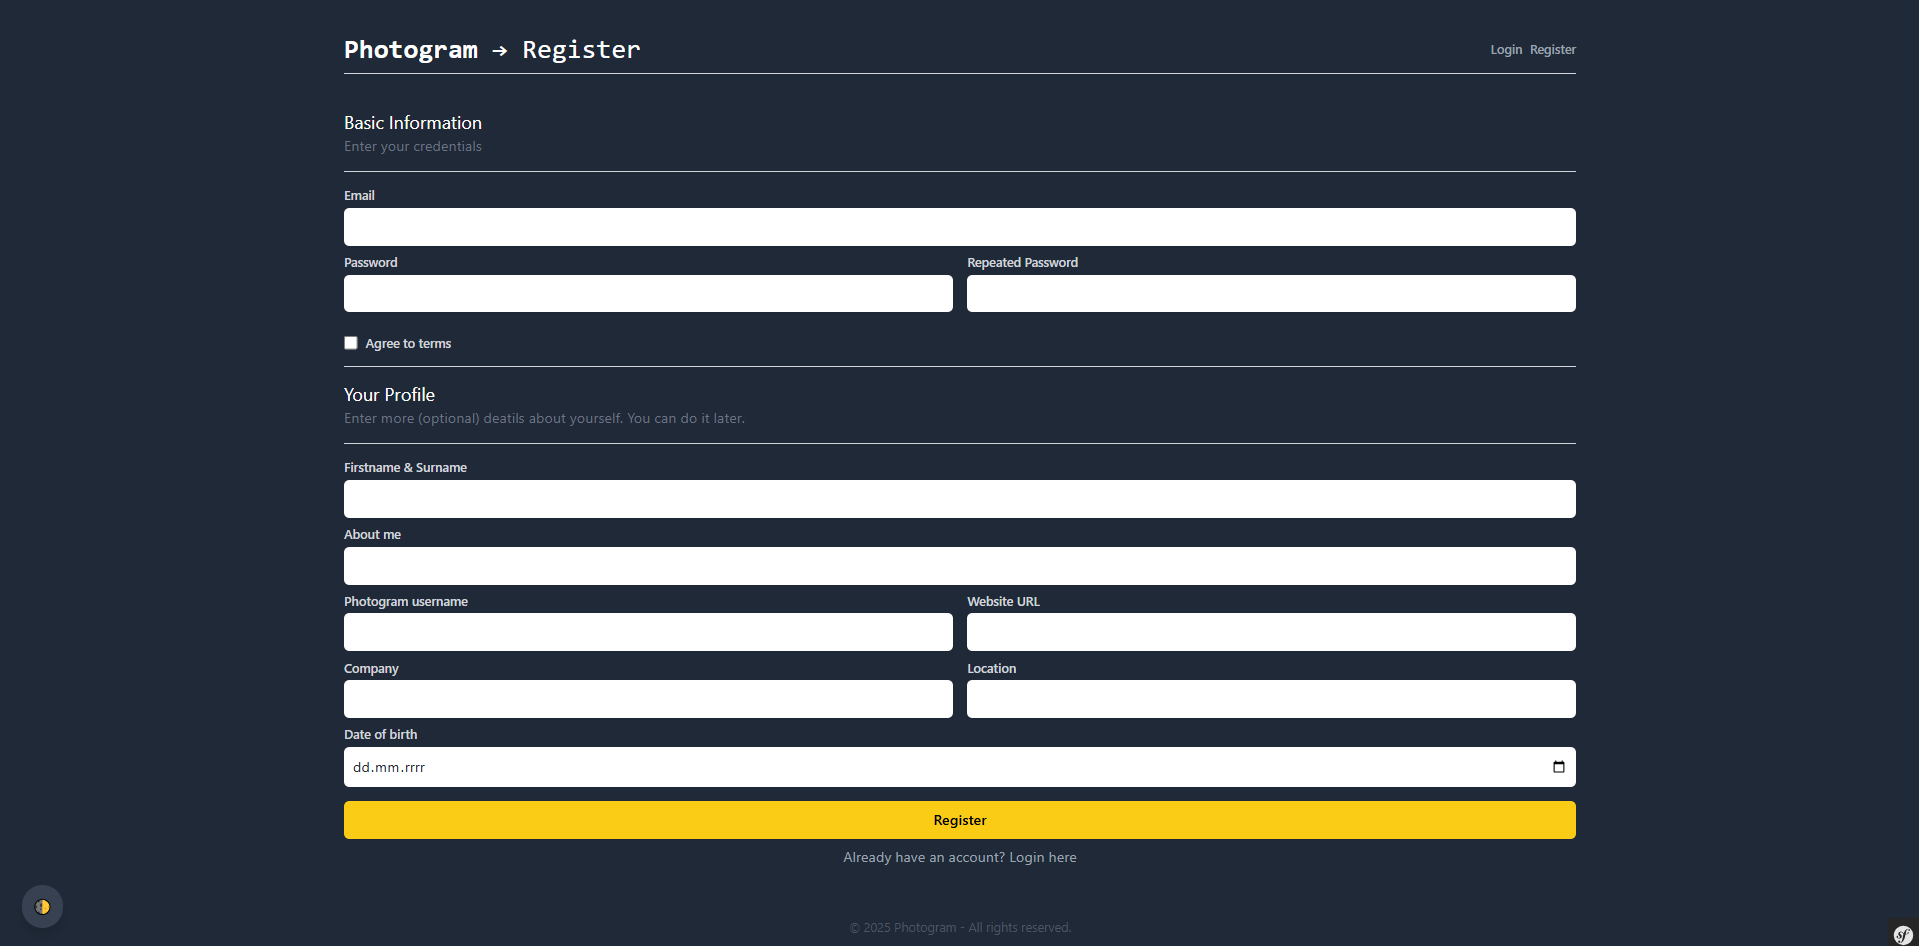 Photogram → Register
Login Register
Basic Information
Enter your credentials
Email
Password
Repeated Password
Agree to terms
Your Profile
Enter more (optional) deatils about yourself. You can do it later.
Firstname & Surname
About me
Photogram username
Website URL
Company
Location
Date of birth
dd.mm.rrrr
Register
Already have an account? Login here
© 2025 Photogram - All rights reserved.
sf